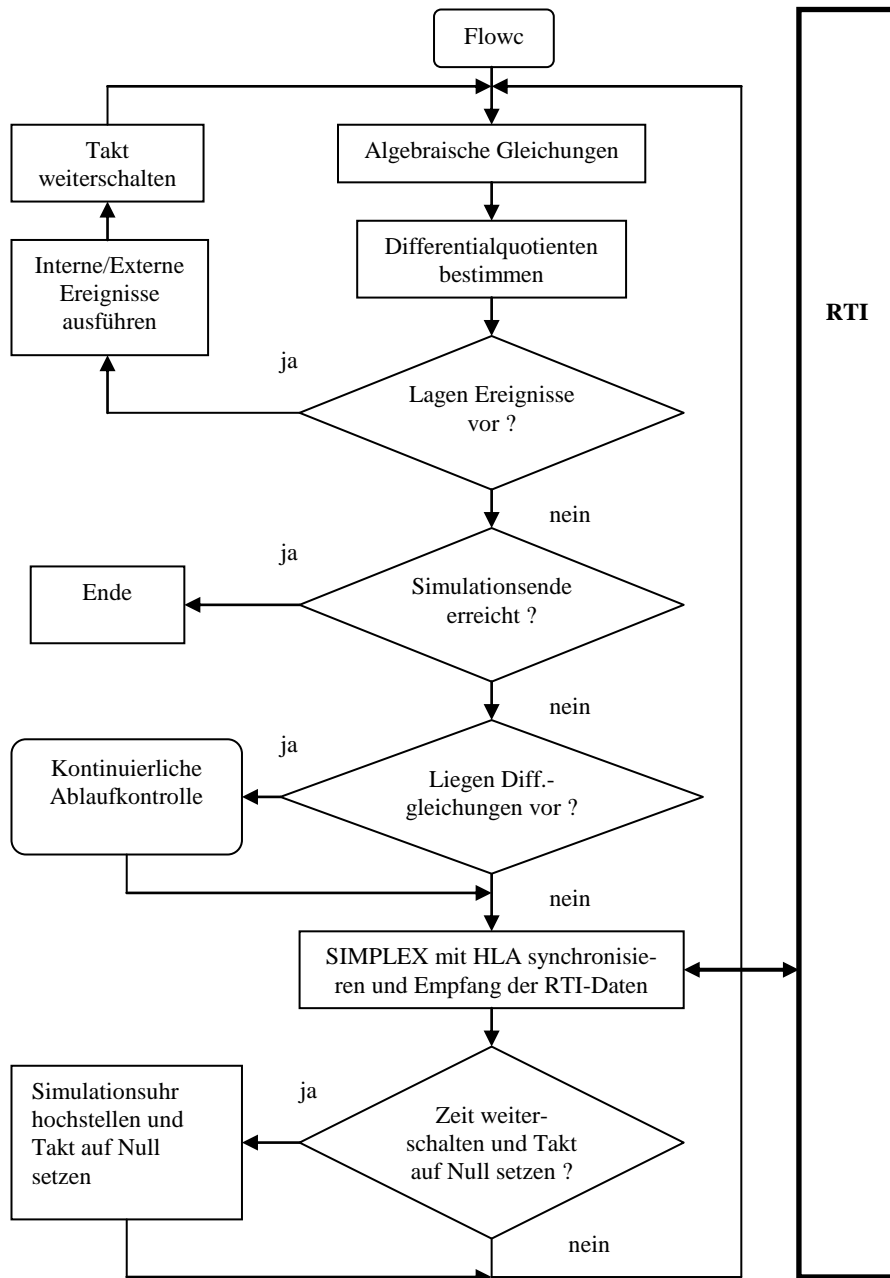 Flowc
Takt
weiterschalten
Algebraische Gleichungen
Interne/Externe
Ereignisse
ausführen
Differentialquotienten
bestimmen
RTI
ja
Lagen Ereignisse
vor ?
nein
ja
Ende
Simulationsende
erreicht ?
nein
ja
Kontinuierliche
Ablaufkontrolle
Liegen Diff.-
gleichungen vor ?
nein
SIMPLEX mit HLA synchronisie-
ren und Empfang der RTI-Daten
ja
Simulationsuhr
hochstellen und
Takt auf Null
setzen
Zeit weiter-
schalten und Takt
auf Null setzen ?
nein